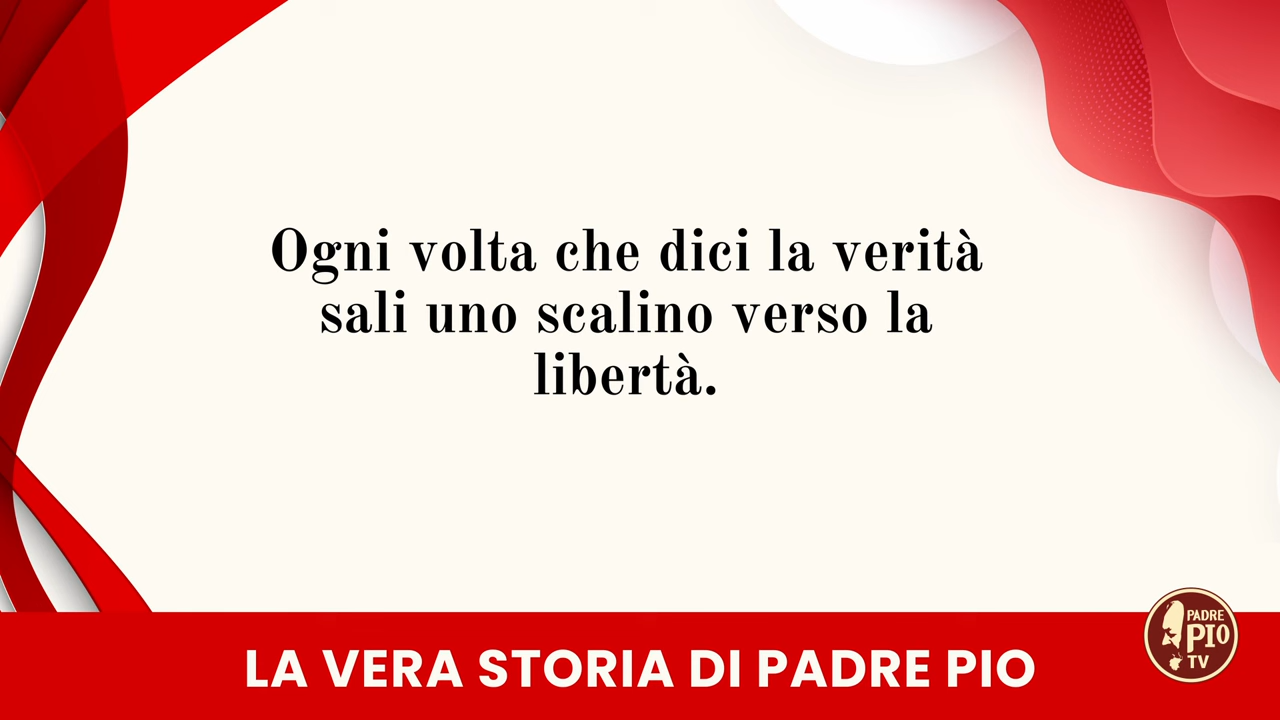 Ogni volta che dici la verità
sali uno scalino verso la
libertà.
LA VERA STORIA DI PADRE PIO
PADRE
PIO
TV